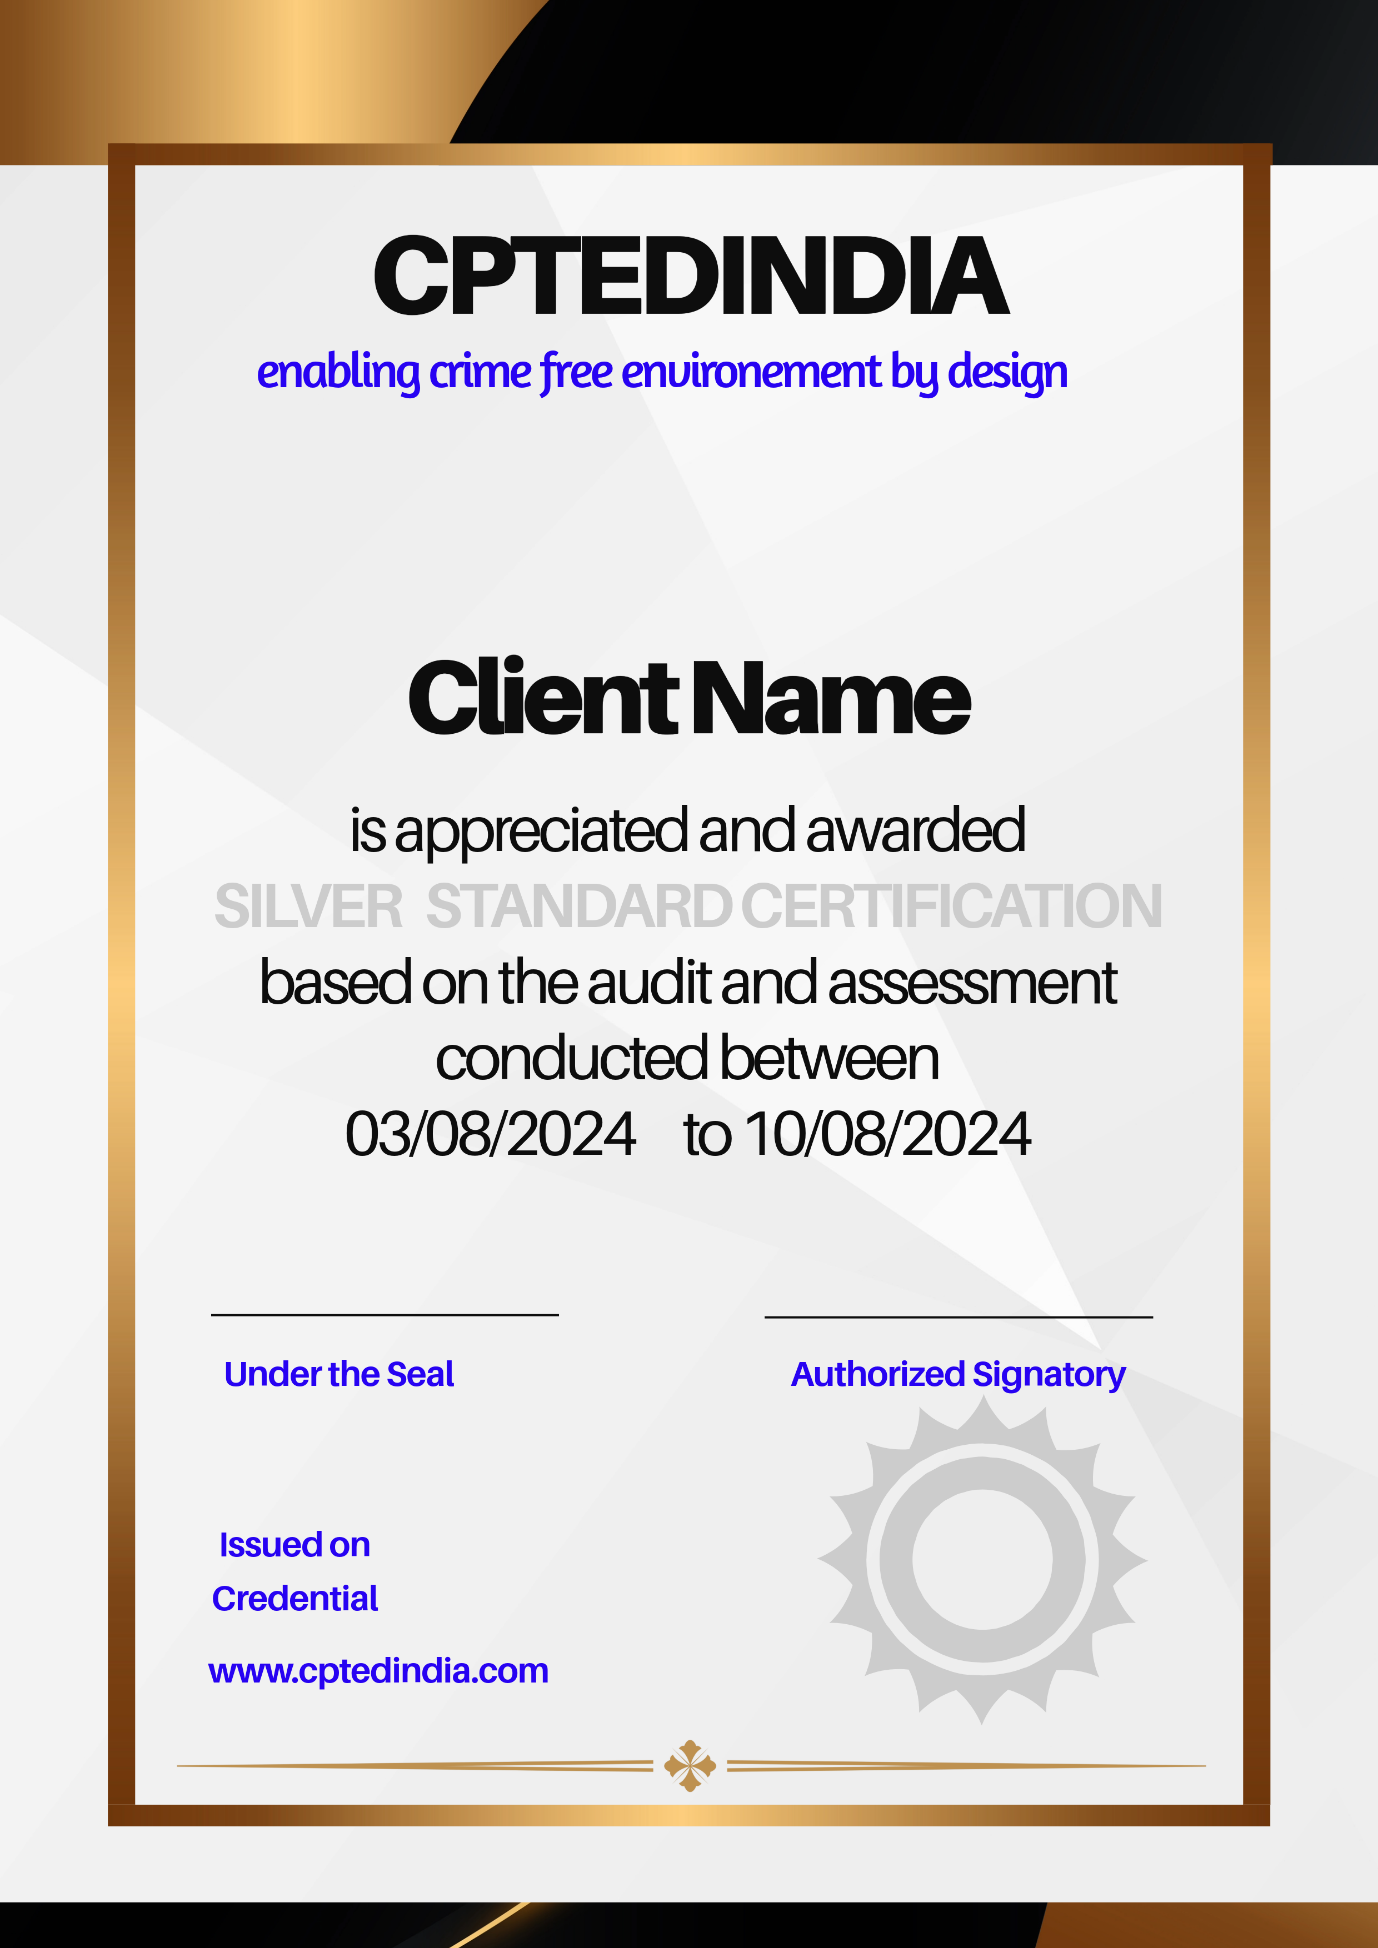 CPTEDINDIA
enabling crime free environement by design
Client Name
is appreciated and awarded
SILVER STANDARD CERTIFICATION
based on the audit and assessment
conducted between
03/08/2024 to 10/08/2024
Under the Seal
Authorized Signatory
Issued on
Credential
www.cptedindia.com